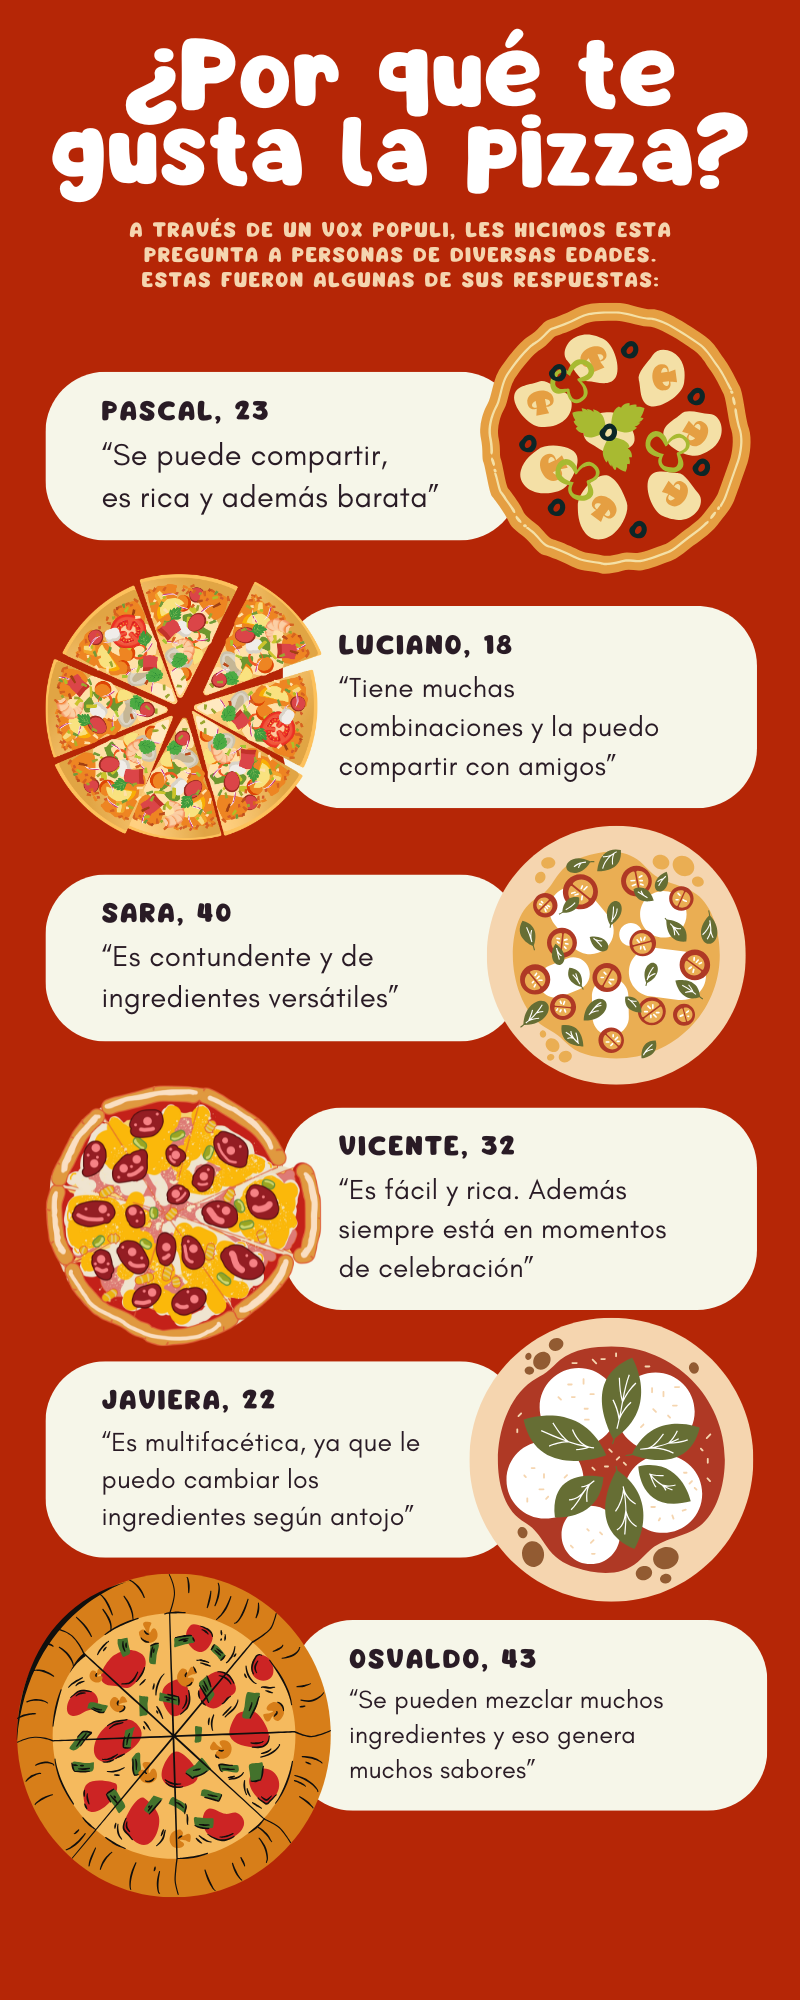 ¿Por qué te
gusta la pizza?
A TRAVÉS DE UN VOX POPULI, LES HICIMOS ESTA
PREGUNTA A PERSONAS DE DIVERSAS EDADES.
ESTAS FUERON ALGUNAS DE SUS RESPUESTAS:
PASCAL, 23
“Se puede compartir,
es rica y además barata”
LUCIANO, 18
“Tiene muchas
combinaciones y la puedo
compartir con amigos”
SARA, 40
“Es contundente y de
ingredientes versátiles”
VICENTE, 32
“Es fácil y rica. Además
siempre está en momentos
de celebración”
JAVIERA, 22
“Es multifacética, ya que le
puedo cambiar los
ingredientes según antojo”
OSVALDO, 43
“Se pueden mezclar muchos
ingredientes y eso genera
muchos sabores”